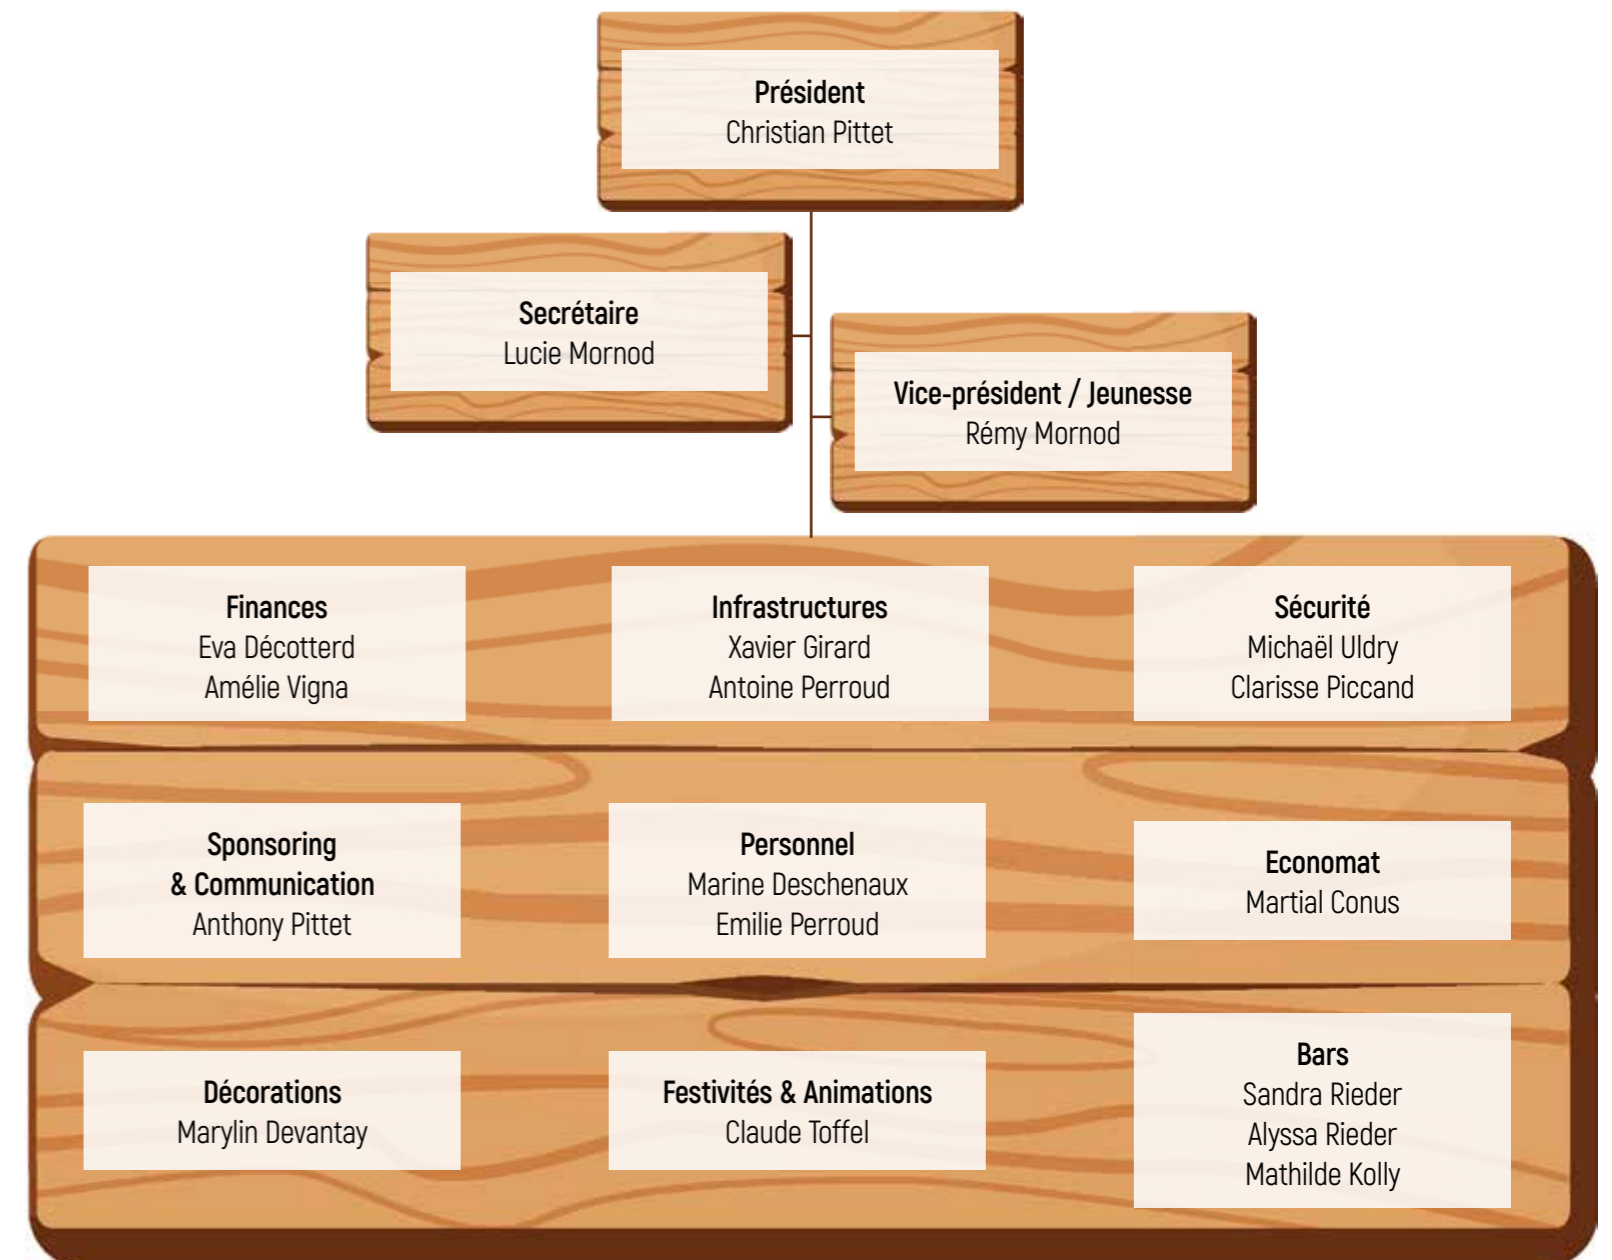 Président
Christian Pittet
Secrétaire
Lucie Mornod
Vice-président / Jeunesse
Rémy Mornod
Finances
Eva Décotterd
Amélie Vigna
Infrastructures
Xavier Girard
Antoine Perroud
Sécurité
Michaël Uldry
Clarisse Piccand
Sponsoring
& Communication
Anthony Pittet
Personnel
Marine Deschenaux
Emilie Perroud
Economat
Martial Conus
Décorations
Marylin Devantay
Festivités & Animations
Claude Toffel
Bars
Sandra Rieder
Alyssa Rieder
Mathilde Kolly